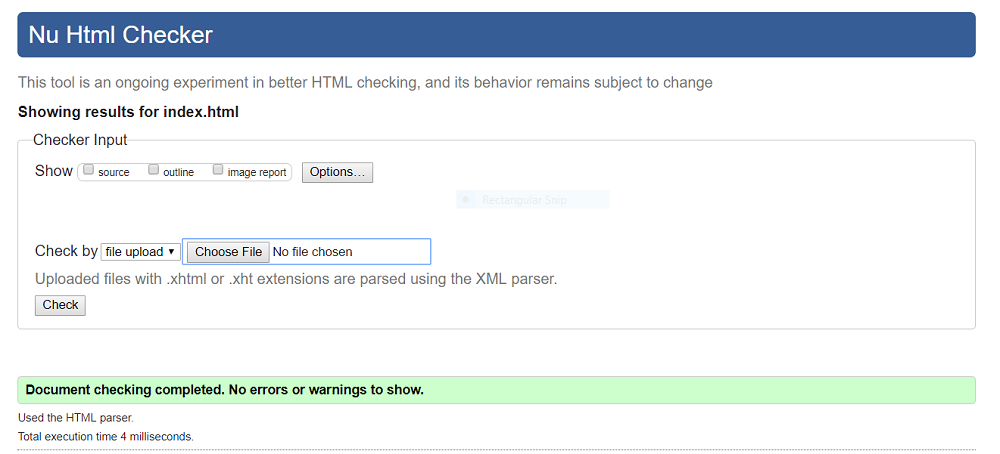 Nu Html Checker
This tool is an ongoing experiment in better HTML checking, and its behavior remains subject to change
Showing results for index.html
Checker Input
Show source outline image report Options...
Rectangular Snip
Check by file upload Choose File No file chosen
Uploaded files with .xhtml or .xht extensions are parsed using the XML parser.
Check
Document checking completed. No errors or warnings to show.
Used the HTML parser.
Total execution time 4 milliseconds.